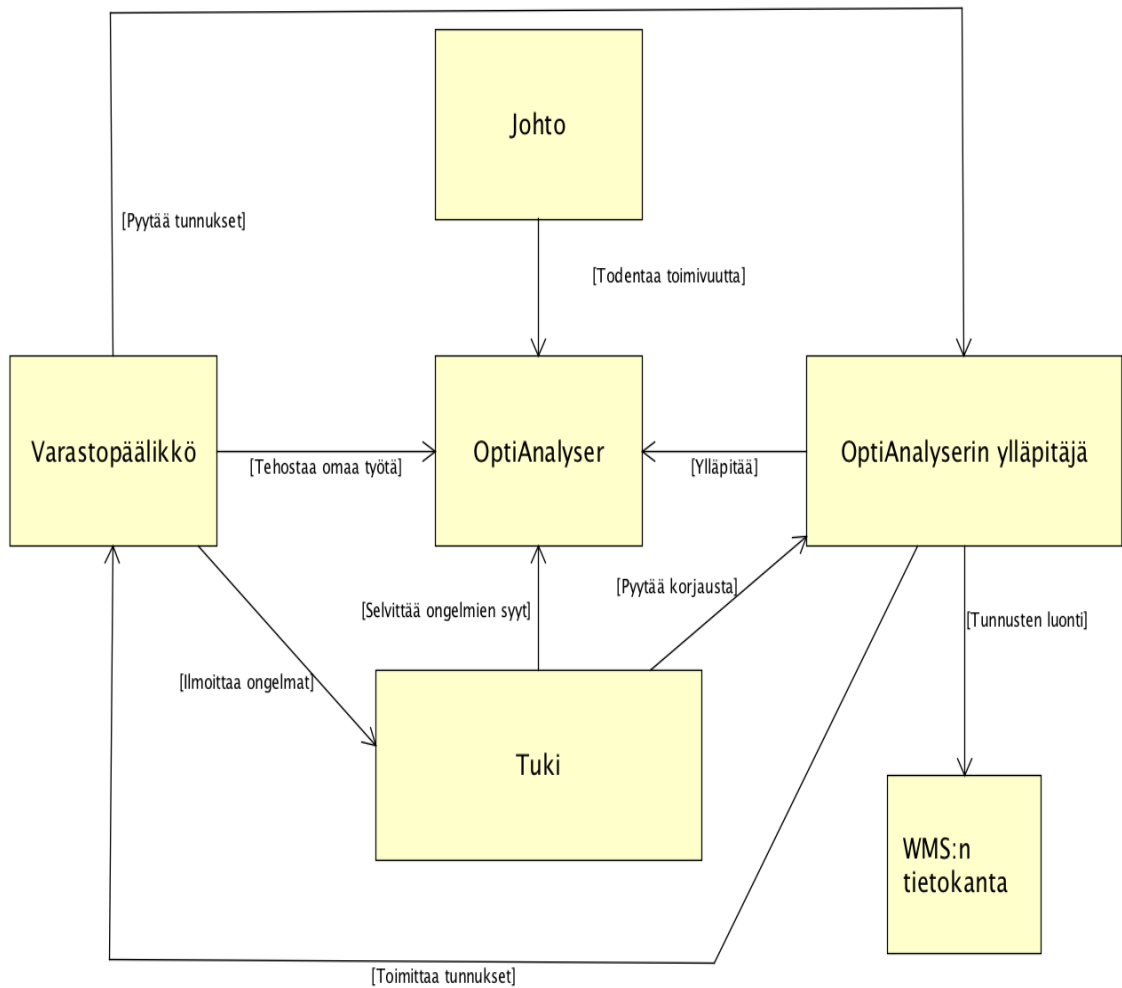 Johto
[Pyytää tunnukset]
[Todentaa toimivuutta]
Varastopäälikkö
OptiAnalyser
OptiAnalyserin ylläpitäjä
[Tehostaa omaa työtä]
[Ylläpitää]
[Selvittää ongelmien syyt]
[Pyytää korjausta]
[Tunnusten luonti]
[Ilmoittaa ongelmat]
Tuki
WMS:n
tietokanta
[Toimittaa tunnukset]